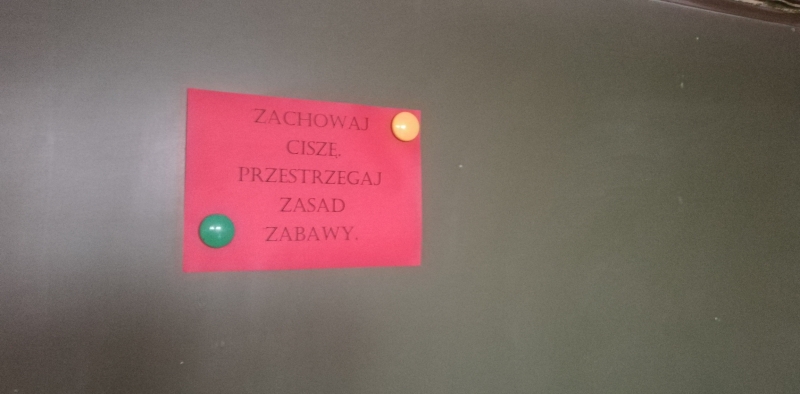 ZACHOWAJ
CISZĘ,
PRZESTRZEGAJ
ZASAD
ZABAWY.